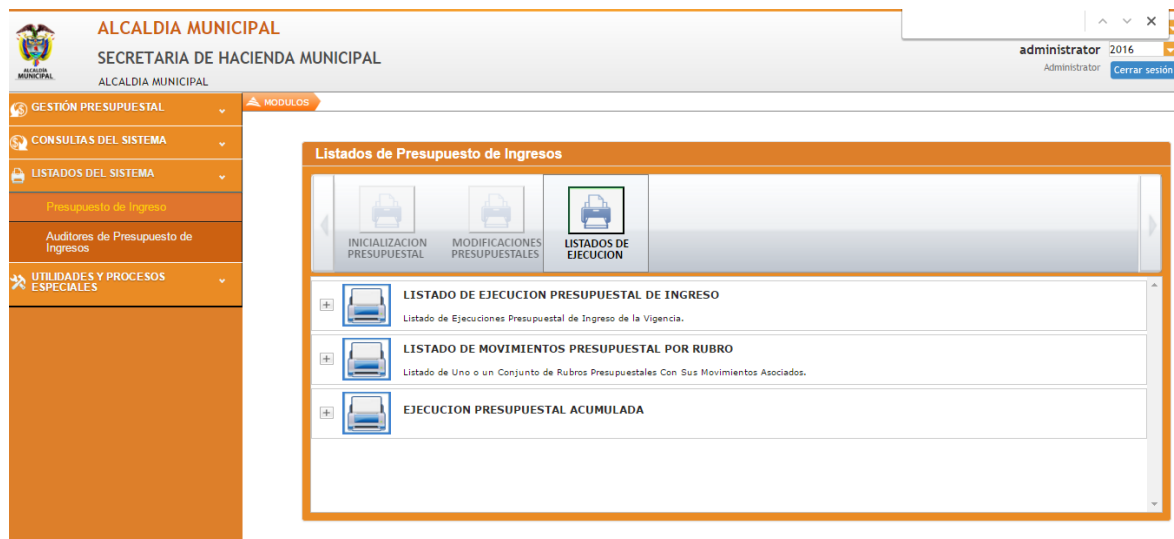 ALCALDIA MUNICIPAL
SECRETARIA DE HACIENDA MUNICIPAL
ALCALDIA MUNICIPAL
ALCALDIA
MUNICIPAL
administrator 2016
Administrator Cerrar sesión
GESTIÓN PRESUPUESTAL
CONSULTAS DEL SISTEMA
LISTADOS DEL SISTEMA
Presupuesto de Ingreso
Auditores de Presupuesto de
Ingresos
UTILIDADES Y PROCESOS
ESPECIALES
MODULOS
Listados de Presupuesto de Ingresos
INICIALIZACION
PRESUPUESTAL
MODIFICACIONES
PRESUPUESTALES
LISTADOS DE
EJECUCION
LISTADO DE EJECUCION PRESUPUESTAL DE INGRESO
Listado de Ejecuciones Presupuestal de Ingreso de la Vigencia.
LISTADO DE MOVIMIENTOS PRESUPUESTAL POR RUBRO
Listado de Uno o un Conjunto de Rubros Presupuestales Con Sus Movimientos Asociados.
EJECUCION PRESUPUESTAL ACUMULADA